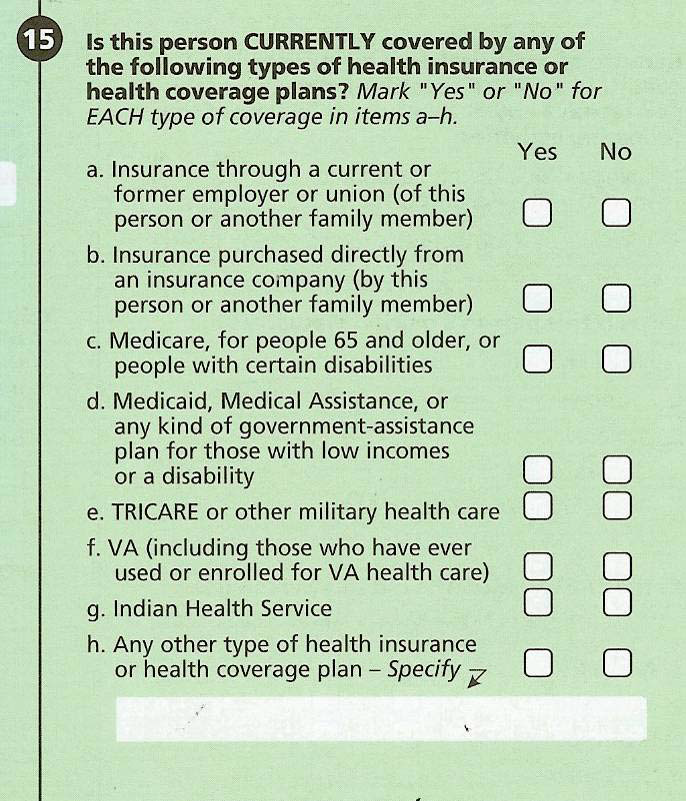 15 Is this person CURRENTLY covered by any of
the following types of health insurance or
health coverage plans? Mark "Yes" or "No" for
EACH type of coverage in items a–h.
Yes No
a. Insurance through a current or
former employer or union (of this
person or another family member)
b. Insurance purchased directly from
an insurance company (by this
person or another family member)
c. Medicare, for people 65 and older, or
people with certain disabilities
d. Medicaid, Medical Assistance, or
any kind of government-assistance
plan for those with low incomes
or a disability
e. TRICARE or other military health care
f. VA (including those who have ever
used or enrolled for VA health care)
g. Indian Health Service
h. Any other type of health insurance
or health coverage plan – Specify